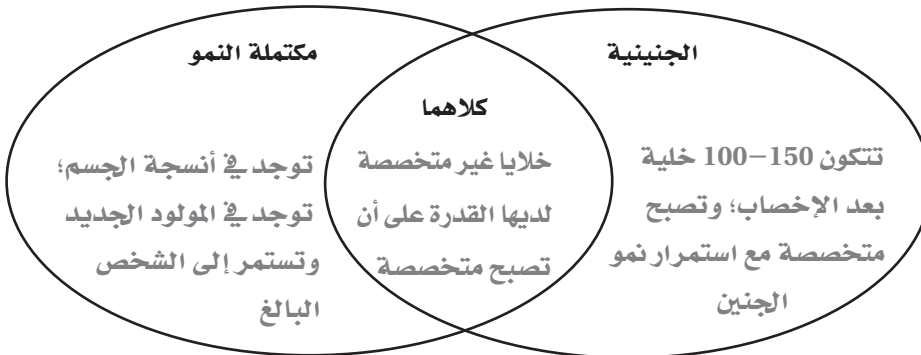 الجنينية
تتكون 150–100 خلية
بعد الإخصاب؛ وتصبح
متخصصة مع استمرار نمو
الجنين
كلاهما
خلايا غير متخصصة
لديها القدرة على أن
تصبح متخصصة
مكتملة النمو
توجد في أنسجة الجسم؛
توجد في المولود الجديد
وتستمر إلى الشخص
البالغ